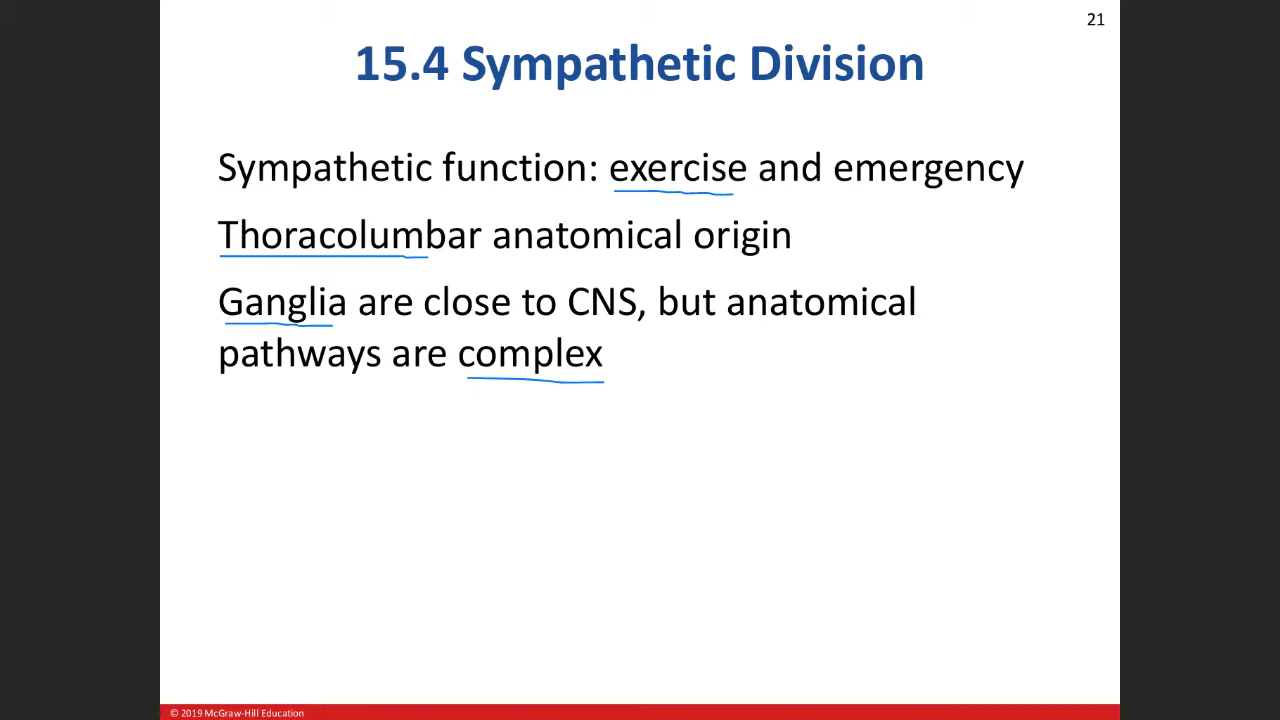 21
15.4 Sympathetic Division
Sympathetic function: exercise and emergency
Thoracolumbar anatomical origin
Ganglia are close to CNS, but anatomical
pathways are complex
© 2019 McGraw-Hill Education